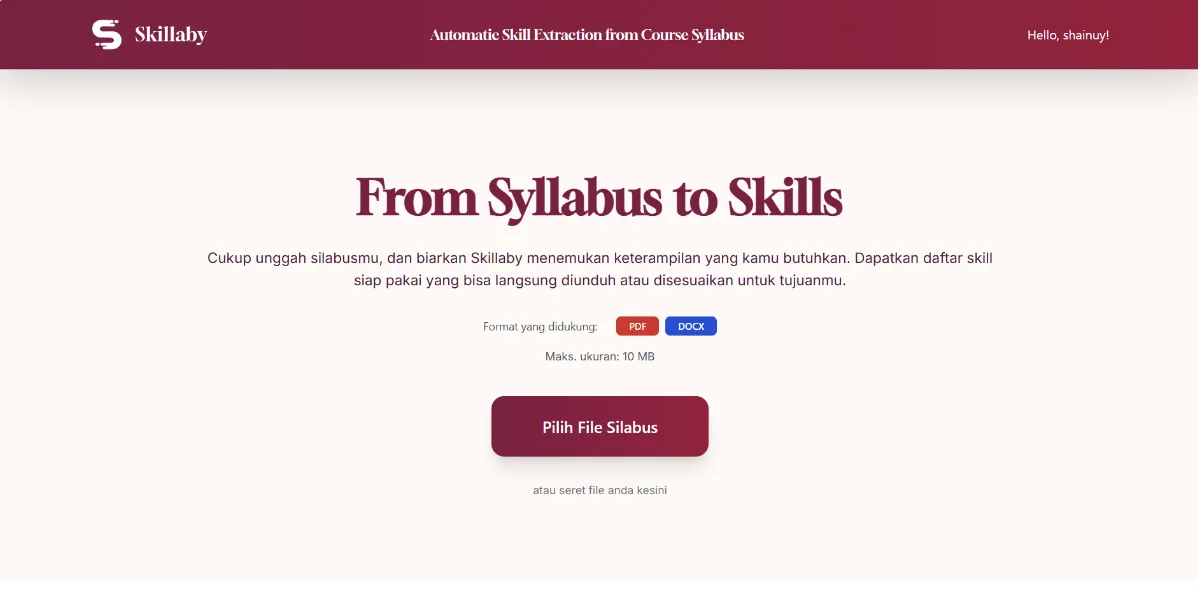 Skillaby
Automatic Skill Extraction from Course Syllabus
Hello, shainuy!
From Syllabus to Skills
Cukup unggah silabusmu, dan biarkan Skillaby menemukan keterampilan yang kamu butuhkan. Dapatkan daftar skill
siap pakai yang bisa langsung diunduh atau disesuaikan untuk tujuanmu.
Format yang didukung: PDF DOCX
Maks. ukuran: 10 MB
Pilih File Silabus
atau seret file anda kesini